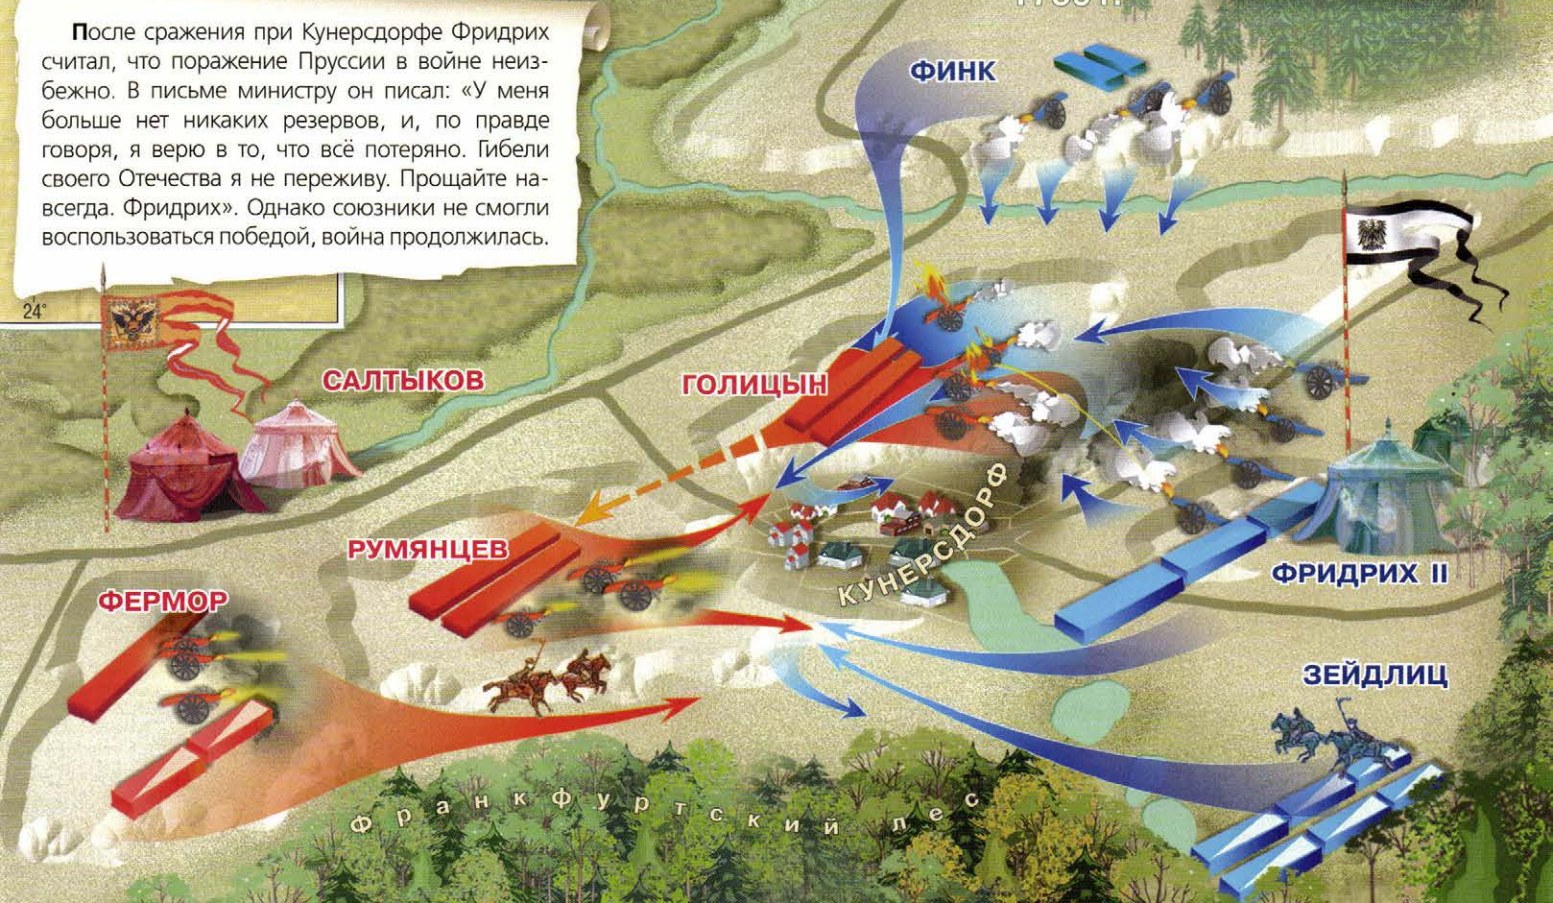 После сражения при Кунерсдорфе Фридрих
считал, что поражение Пруссии в войне неиз-
бежно. В письме министру он писал: «У меня
больше нет никаких резервов, и, по правде
говоря, я верю в то, что всё потеряно. Гибели
своего Отечества я не переживу. Прощайте на-
всегда. Фридрих». Однако союзники не смогли
воспользоваться победой, война продолжилась.
24°
ФИНК
САЛТЫКОВ
ГОЛИЦЫН
РУМЯНЦЕВ
КУНЕРСДОРФ
ФРИДРИХ II
ФЕРМОР
ЗЕЙДЛИЦ
Франкфуртский лес